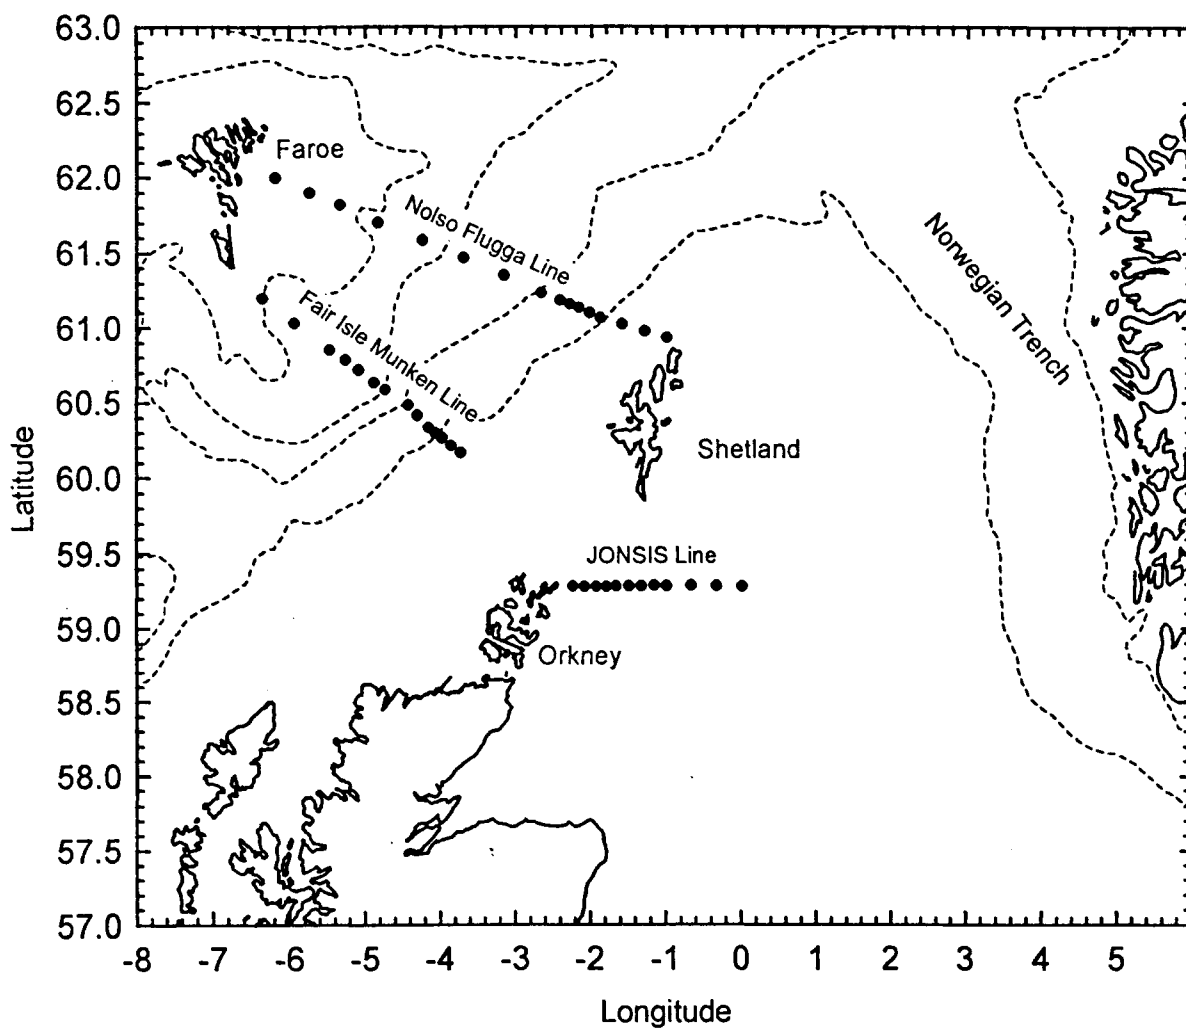 63.0
62.5
62.0
61.5
61.0
60.5
60.0
59.5
59.0
58.5
58.0
57.5
57.0
Latitude
Faroe
Nolso Flugga Line
Fair Isle Munken Line
Norwegian Trench
Shetland
JONSIS Line
Orkney
-8 -7 -6 -5 -4 -3 -2 -1 0 1 2 3 4 5
Longitude